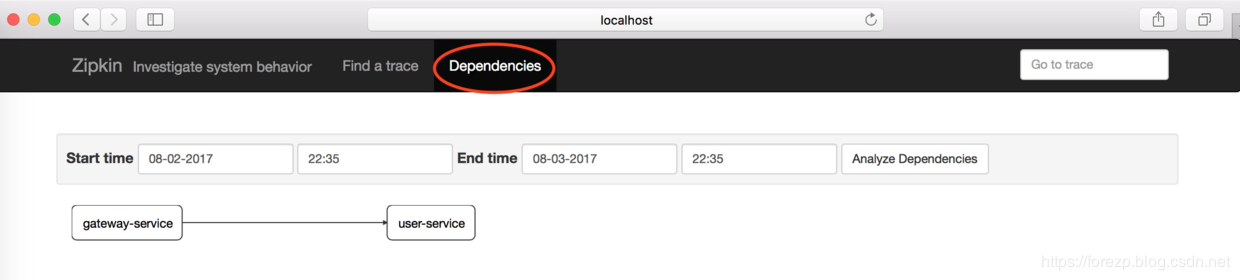 localhost
Zipkin Investigate system behavior Find a trace Dependencies Go to trace
Start time 08-02-2017 22:35 End time 08-03-2017 22:35 Analyze Dependencies
gateway-service user-service
https://forezp.blog.csdn.net